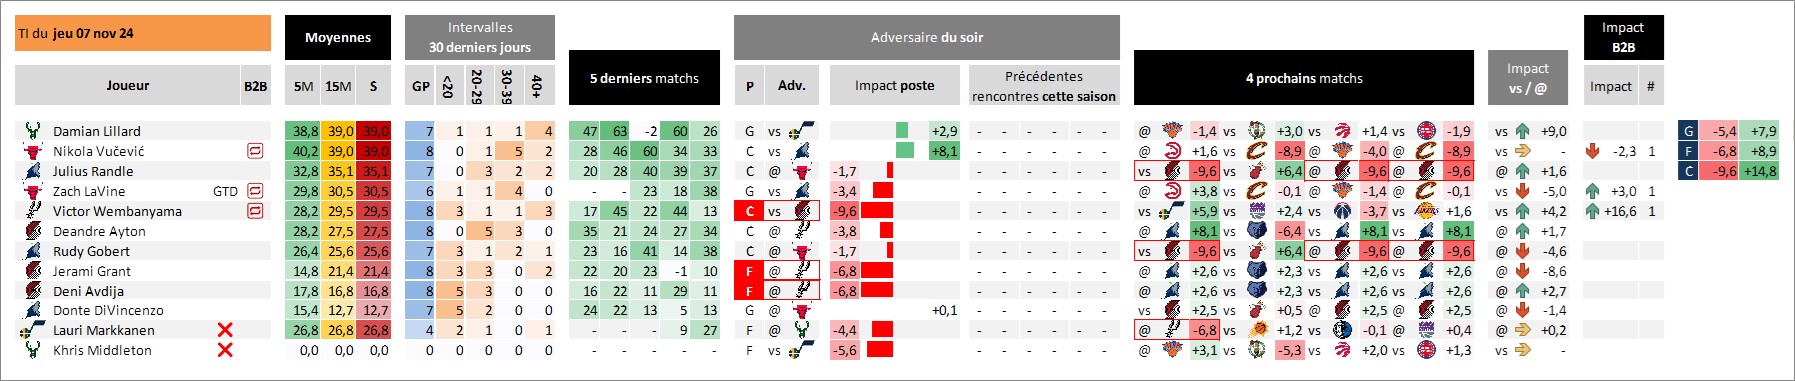 TI du jeu 07 nov 24
Moyennes
Intervalles
30 derniers jours
5 derniers matchs
Adversaire du soir
4 prochains matchs
Impact
vs / @
Impact
B2B
Joueur B2B 5M 15M S GP <20 20-29 30-39 40+ P Adv. Impact poste Précédentes
rencontres cette saison
Impact #
Damian Lillard 38,8 39,0 39,0 7 1 1 1 4 47 63 -2 60 26 G vs +2,9 - - - - - - @ -1,4 vs +3,0 vs +1,4 vs -1,9 vs +9,0 G -5,4 +7,9
Nikola Vučević 40,2 39,0 39,0 8 0 1 5 2 28 46 60 34 33 C vs +8,1 - - - - - - @ +1,6 vs -8,9 @ -4,0 @ -8,9 vs - -2,3 1 F -6,8 +8,9
Julius Randle 32,8 35,1 35,1 7 0 3 2 2 20 28 40 39 37 C @ -1,7 - - - - - - vs -9,6 vs +6,4 @ -9,6 @ -9,6 @ +1,6 C -9,6 +14,8
Zach LaVine GTD 29,8 30,5 30,5 6 1 1 4 0 - - 23 18 38 G vs -3,4 - - - - - - @ +3,8 vs -0,1 @ -1,4 @ -0,1 vs -5,0 +3,0 1
Victor Wembanyama 28,2 29,5 29,5 8 3 1 1 3 17 45 22 44 13 C vs -9,6 - - - - - - vs +5,9 vs +2,4 vs -3,7 vs +1,6 vs +4,2 +16,6 1
Deandre Ayton 28,2 27,5 27,5 8 0 5 3 0 35 21 24 27 34 C @ -3,8 - - - - - - @ +8,1 vs -6,4 vs +8,1 vs +8,1 @ +1,7
Rudy Gobert 26,4 25,6 25,6 7 3 1 2 1 23 16 41 14 38 C @ -1,7 - - - - - - vs -9,6 vs +6,4 @ -9,6 @ -9,6 @ -4,6
Jerami Grant 14,8 21,4 21,4 8 3 3 0 2 22 20 23 -1 10 F @ -6,8 - - - - - - @ +2,6 vs +2,3 vs +2,6 vs +2,6 @ -8,6
Deni Avdija 17,8 16,8 16,8 8 5 3 0 0 16 22 11 29 11 F @ -6,8 - - - - - - @ +2,6 vs +2,3 vs +2,6 vs +2,6 @ +2,7
Donte DiVincenzo 15,4 12,7 12,7 7 5 2 0 0 24 22 13 5 13 G @ +0,1 - - - - - - vs +2,5 vs +0,5 @ +2,5 @ +2,5 @ -1,4
Lauri Markkanen 26,8 26,8 26,8 4 2 1 0 1 - - - 9 27 F @ -4,4 - - - - - - @ -6,8 vs +1,2 vs -0,1 @ +0,4 @ +0,2
Khris Middleton 0,0 0,0 0,0 0 0 0 0 0 - - - - - F vs -5,6 - - - - - - @ +3,1 vs -5,3 vs +2,0 vs +1,3 vs -